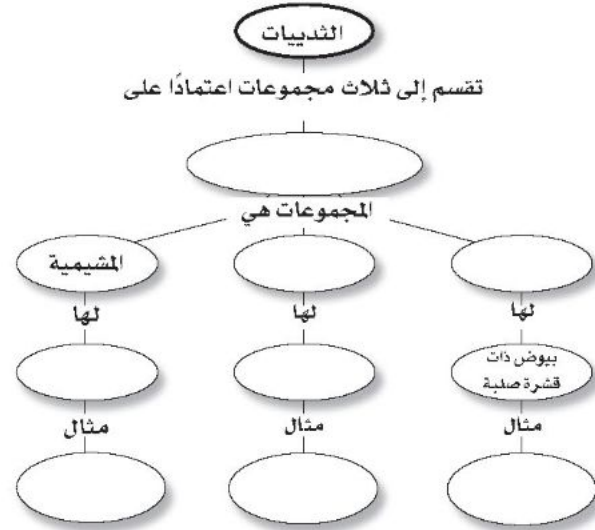 الثدييات
تقسم إلى ثلاث مجموعات اعتمادًا على
المجموعات هي
المشيمية
لها
لها
لها
بيوض ذات
قشرة صلبة
مثال
مثال
مثال